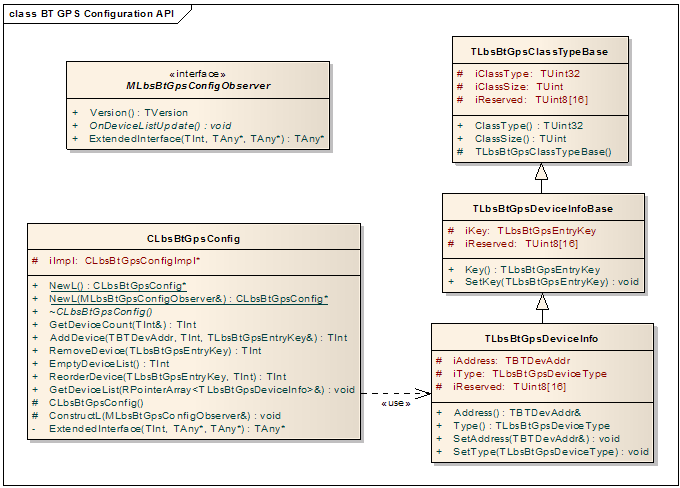 class BT GPS Configuration API
«interface»
MLbsBtGpsConfigObserver
+ Version() : TVersion
+ OnDeviceListUpdate() : void
+ ExtendedInterface(TInt, TAny*, TAny*) : TAny*
TLbsBtGpsClassTypeBase
# iClassType: TUint32
# iClassSize: TUint
# iReserved: TUint8[16]
+ ClassType() : TUint32
+ ClassSize() : TUint
# TLbsBtGpsClassTypeBase()
TLbsBtGpsDeviceInfoBase
# iKey: TLbsBtGpsEntryKey
# iReserved: TUint8[16]
+ Key() : TLbsBtGpsEntryKey
+ SetKey(TLbsBtGpsEntryKey) : void
CLbsBtGpsConfig
# iImpl: CLbsBtGpsConfigImpl*
+ NewL() : CLbsBtGpsConfig*
+ NewL(MLbsBtGpsConfigObserver&) : CLbsBtGpsConfig*
+ ~CLbsBtGpsConfig()
+ GetDeviceCount(TInt&) : TInt
+ AddDevice(TBTDevAddr, TInt, TLbsBtGpsEntryKey&) : TInt
+ RemoveDevice(TLbsBtGpsEntryKey) : TInt
+ EmptyDeviceList() : TInt
+ ReorderDevice(TLbsBtGpsEntryKey, TInt) : TInt
+ GetDeviceList(RPointerArray<TLbsBtGpsDeviceInfo>&) : void
# CLbsBtGpsConfig()
# ConstructL(MLbsBtGpsConfigObserver&) : void
- ExtendedInterface(TInt, TAny*, TAny*) : TAny*
«use»
TLbsBtGpsDeviceInfo
# iAddress: TBTDevAddr
# iType: TLbsBtGpsDeviceType
# iReserved: TUint8[16]
+ Address() : TBTDevAddr&
+ Type() : TLbsBtGpsDeviceType
+ SetAddress(TBTDevAddr&) : void
+ SetType(TLbsBtGpsDeviceType) : void